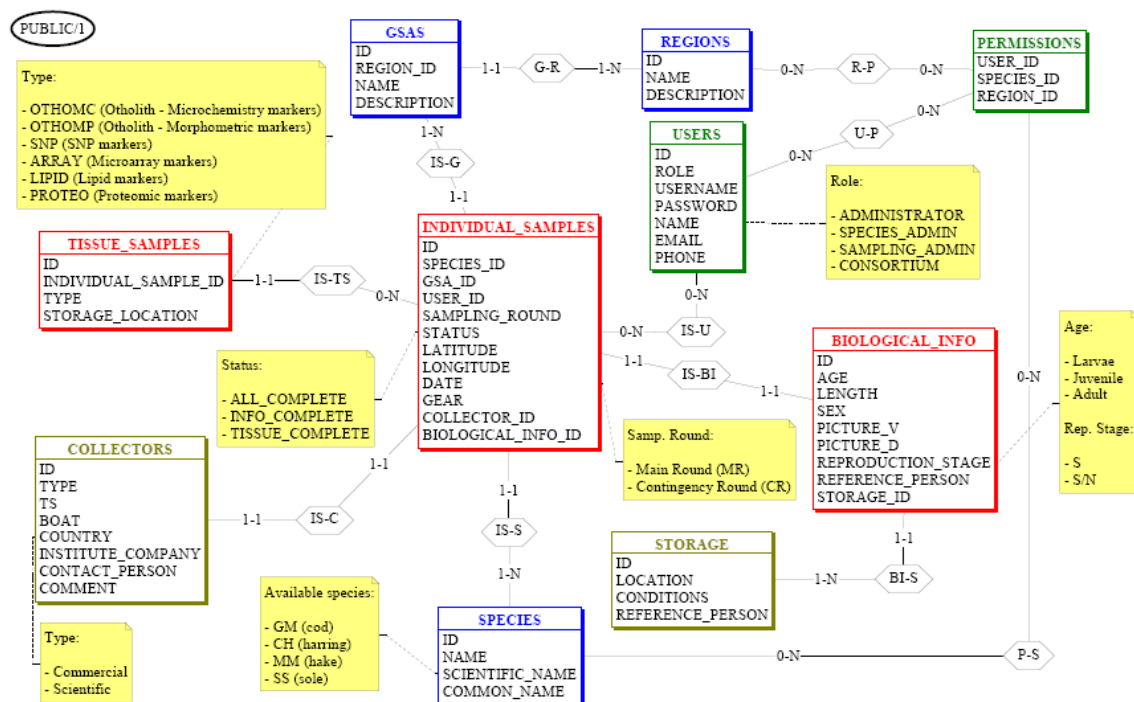 PUBLIC/1
GSAS
ID
REGION_ID
NAME
DESCRIPTION
1-1
G-R
1-N
REGIONS
ID
NAME
DESCRIPTION
0-N
R-P
0-N
PERMISSIONS
USER_ID
SPECIES_ID
REGION_ID
Type:
- OTHOMC (Otholith - Microchemistry markers)
- OTHOMP (Otholith - Morphometric markers)
- SNP (SNP markers)
- ARRAY (Microarray markers)
- LIPID (Lipid markers)
- PROTEO (Proteomic markers)
1-N
IS-G
1-1
USERS
ID
ROLE
USERNAME
PASSWORD
NAME
EMAIL
PHONE
0-N
U-P
0-N
Role:
- ADMINISTRATOR
- SPECIES_ADMIN
- SAMPLING_ADMIN
- CONSORTIUM
TISSUE_SAMPLES
ID
INDIVIDUAL_SAMPLE_ID
TYPE
STORAGE_LOCATION
1-1
IS-TS
0-N
INDIVIDUAL_SAMPLES
ID
SPECIES_ID
GSA_ID
USER_ID
SAMPLING_ROUND
STATUS
LATITUDE
LONGITUDE
DATE
GEAR
COLLECTOR_ID
BIOLOGICAL_INFO_ID
0-N
IS-U
0-N
1-1
IS-BI
1-1
BIOLOGICAL_INFO
ID
AGE
LENGTH
SEX
PICTURE_V
PICTURE_D
REPRODUCTION_STAGE
REFERENCE_PERSON
STORAGE_ID
0-N
Age:
- Larvae
- Juvenile
- Adult
Rep. Stage:
- S
- S/N
Status:
- ALL_COMPLETE
- INFO_COMPLETE
- TISSUE_COMPLETE
Samp. Round:
- Main Round (MR)
- Contingency Round (CR)
COLLECTORS
ID
TYPE
TS
BOAT
COUNTRY
INSTITUTE_COMPANY
CONTACT_PERSON
COMMENT
1-1
IS-C
1-1
1-1
IS-S
1-N
STORAGE
ID
LOCATION
CONDITIONS
REFERENCE_PERSON
1-N
BI-S
1-1
Type:
- Commercial
- Scientific
Available species:
- GM (cod)
- CH (harring)
- MM (hake)
- SS (sole)
SPECIES
ID
NAME
SCIENTIFIC_NAME
COMMON_NAME
0-N
P-S